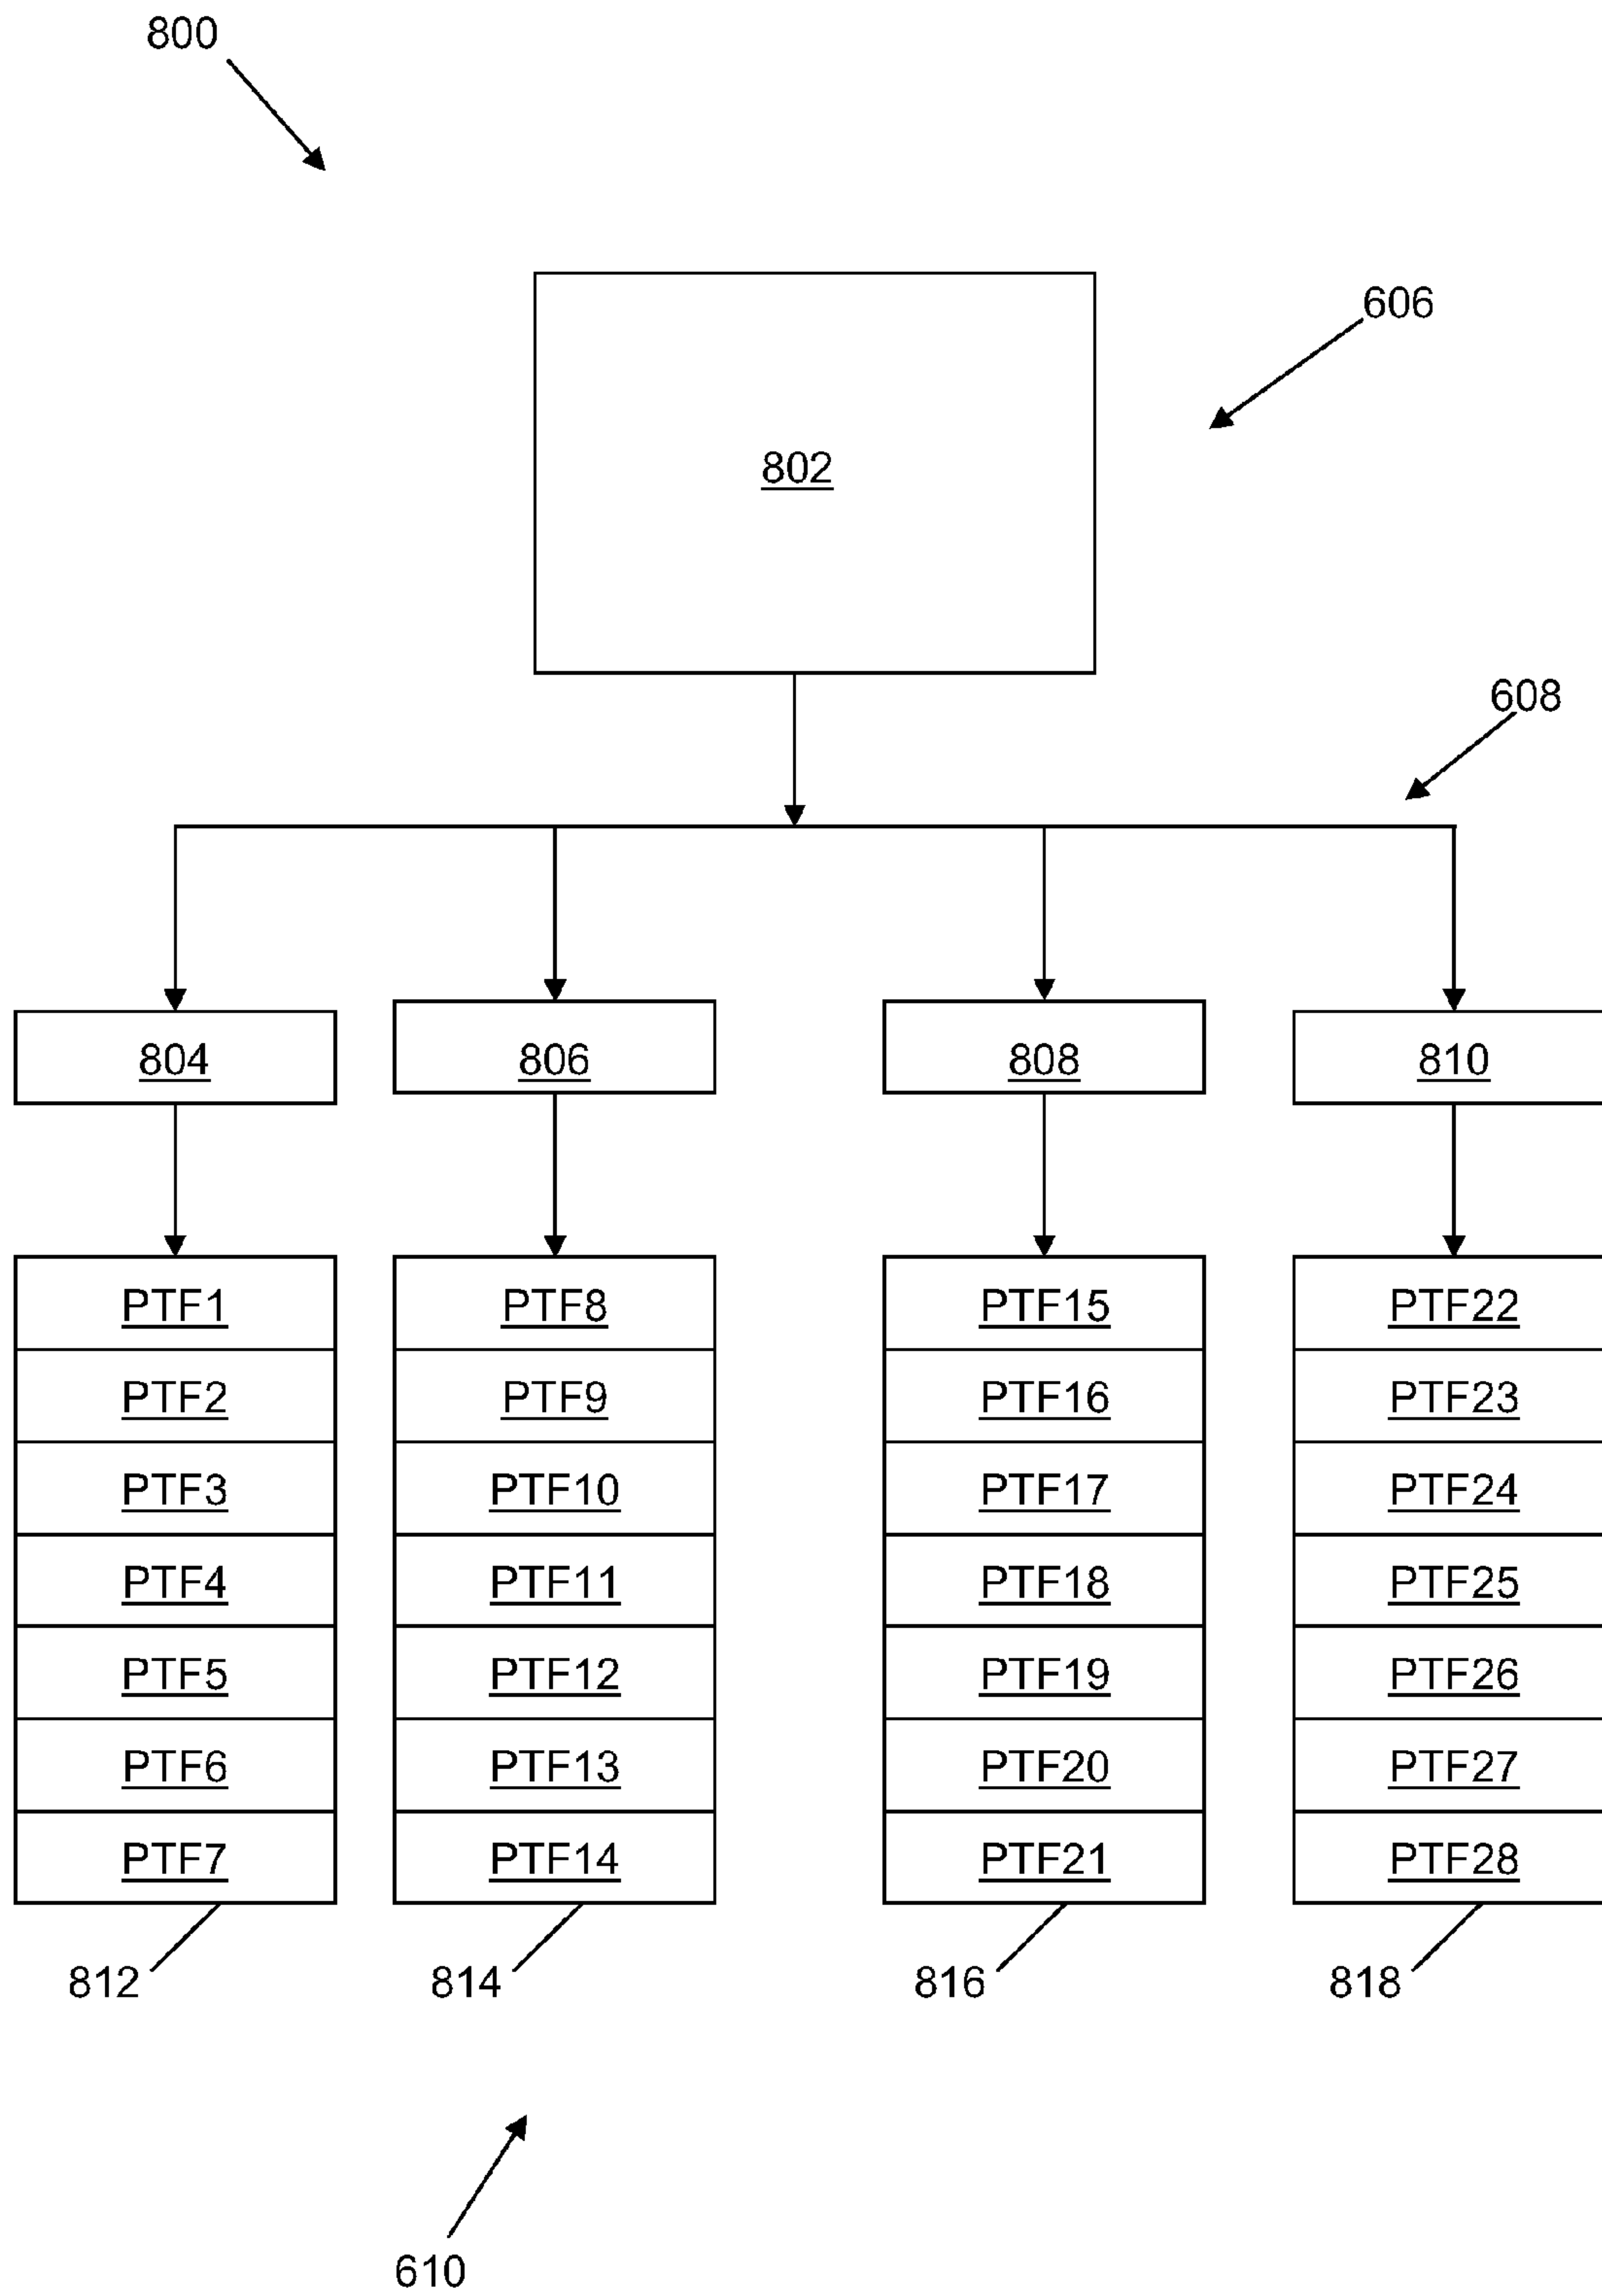 800
606
802
608
804 806 808 810
PTF1 PTF8 PTF15 PTF22
PTF2 PTF9 PTF16 PTF23
PTF3 PTF10 PTF17 PTF24
PTF4 PTF11 PTF18 PTF25
PTF5 PTF12 PTF19 PTF26
PTF6 PTF13 PTF20 PTF27
PTF7 PTF14 PTF21 PTF28
812 814 816 818
610